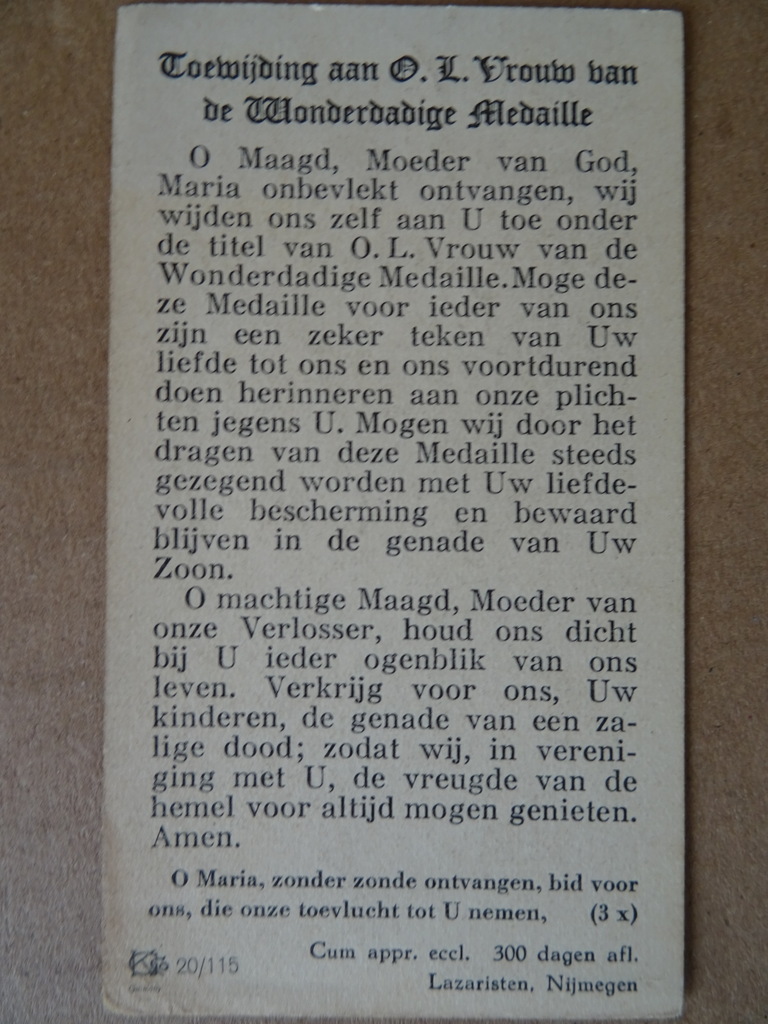 Toewijding aan O. L. Vrouw van
de Wonderdadige Medaille
O Maagd, Moeder van God,
Maria onbevlekt ontvangen, wij
wijden ons zelf aan U toe onder
de titel van O. L. Vrouw van de
Wonderdadige Medaille. Moge de-
ze Medaille voor ieder van ons
zijn een zeker teken van Uw
liefde tot ons en ons voortdurend
doen herinneren aan onze plich-
ten jegens U. Mogen wij door het
dragen van deze Medaille steeds
gezegend worden met Uw liefde-
volle bescherming en bewaard
blijven in de genade van Uw
Zoon.
O machtige Maagd, Moeder van
onze Verlosser, houd ons dicht
bij U ieder ogenblik van ons
leven. Verkrijg voor ons, Uw
kinderen, de genade van een za-
lige dood; zodat wij, in vereni-
ging met U, de vreugde van de
hemel voor altijd mogen genieten.
Amen.
O Maria, zonder zonde ontvangen, bid voor
ons, die onze toevlucht tot U nemen, (3 x)
Cum appr. eccl. 300 dagen afl.
20/115
Lazaristen, Nijmegen